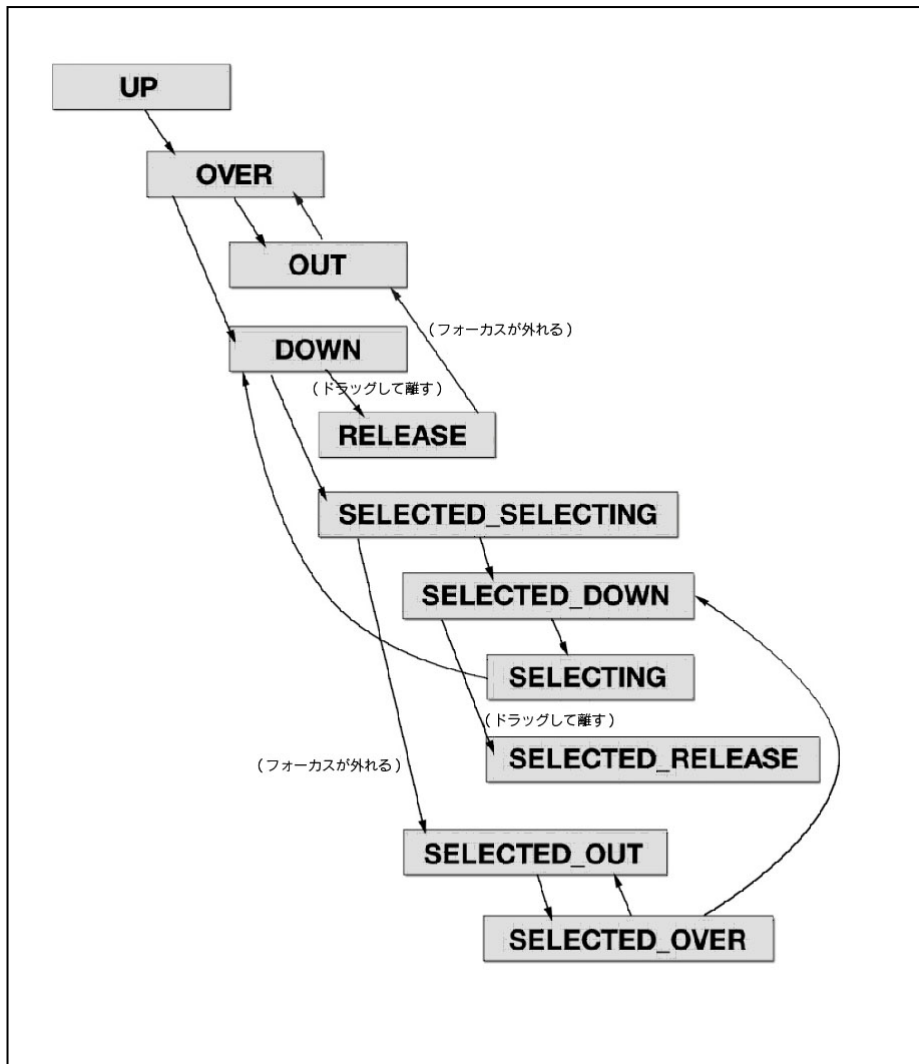 UP
OVER
OUT
(フォーカスが外れる)
DOWN
(ドラッグして離す)
RELEASE
SELECTED_SELECTING
SELECTED_DOWN
SELECTING
(ドラッグして離す)
SELECTED_RELEASE
(フォーカスが外れる)
SELECTED_OUT
SELECTED_OVER